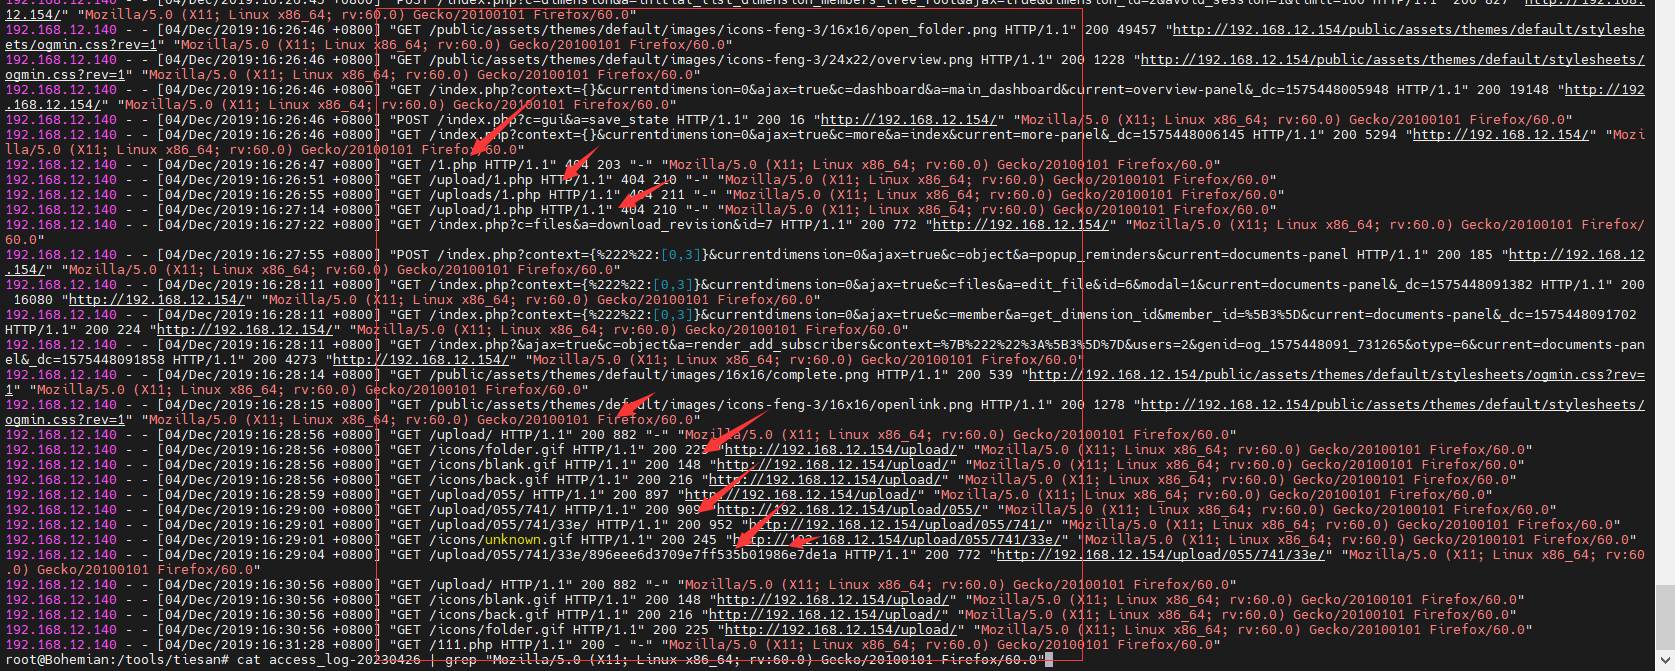 192.168.12.140 - - [04/Dec/2019:16:26:45 +0800] "POST /index.php?c=dimension&a=initial_list_dimension_members_tree_root&ajax=true&dimension_id=2&avoid_session=1&limit=100 HTTP/1.1" 200 827 "http://192.168.
12.154/" "Mozilla/5.0 (X11; Linux x86_64; rv:60.0) Gecko/20100101 Firefox/60.0"
192.168.12.140 - - [04/Dec/2019:16:26:46 +0800] "GET /public/assets/themes/default/images/icons-feng-3/16x16/open_folder.png HTTP/1.1" 200 49457 "http://192.168.12.154/public/assets/themes/default/styleshe
ets/ogmin.css?rev=1" "Mozilla/5.0 (X11; Linux x86_64; rv:60.0) Gecko/20100101 Firefox/60.0"
192.168.12.140 - - [04/Dec/2019:16:26:46 +0800] "GET /public/assets/themes/default/images/icons-feng-3/24x22/overview.png HTTP/1.1" 200 1228 "http://192.168.12.154/public/assets/themes/default/stylesheets/
ogmin.css?rev=1" "Mozilla/5.0 (X11; Linux x86_64; rv:60.0) Gecko/20100101 Firefox/60.0"
192.168.12.140 - - [04/Dec/2019:16:26:46 +0800] "GET /index.php?context={}&currentdimension=0&ajax=true&c=dashboard&a=main_dashboard&current=overview-panel&_dc=1575448005948 HTTP/1.1" 200 19148 "http://192
.168.12.154/" "Mozilla/5.0 (X11; Linux x86_64; rv:60.0) Gecko/20100101 Firefox/60.0"
192.168.12.140 - - [04/Dec/2019:16:26:46 +0800] "POST /index.php?c=gui&a=save_state HTTP/1.1" 200 16 "http://192.168.12.154/" "Mozilla/5.0 (X11; Linux x86_64; rv:60.0) Gecko/20100101 Firefox/60.0"
192.168.12.140 - - [04/Dec/2019:16:26:46 +0800] "GET /index.php?context={}&currentdimension=0&ajax=true&c=more&a=index&current=more-panel&_dc=1575448006145 HTTP/1.1" 200 5294 "http://192.168.12.154/" "Mozi
lla/5.0 (X11; Linux x86_64; rv:60.0) Gecko/20100101 Firefox/60.0"
192.168.12.140 - - [04/Dec/2019:16:26:47 +0800] "GET /1.php HTTP/1.1" 404 203 "-" "Mozilla/5.0 (X11; Linux x86_64; rv:60.0) Gecko/20100101 Firefox/60.0"
192.168.12.140 - - [04/Dec/2019:16:26:51 +0800] "GET /upload/1.php HTTP/1.1" 404 210 "-" "Mozilla/5.0 (X11; Linux x86_64; rv:60.0) Gecko/20100101 Firefox/60.0"
192.168.12.140 - - [04/Dec/2019:16:26:55 +0800] "GET /uploads/1.php HTTP/1.1" 404 211 "-" "Mozilla/5.0 (X11; Linux x86_64; rv:60.0) Gecko/20100101 Firefox/60.0"
192.168.12.140 - - [04/Dec/2019:16:27:14 +0800] "GET /upload/1.php HTTP/1.1" 404 210 "-" "Mozilla/5.0 (X11; Linux x86_64; rv:60.0) Gecko/20100101 Firefox/60.0"
192.168.12.140 - - [04/Dec/2019:16:27:22 +0800] "GET /index.php?c=files&a=download_revision&id=7 HTTP/1.1" 200 772 "http://192.168.12.154/" "Mozilla/5.0 (X11; Linux x86_64; rv:60.0) Gecko/20100101 Firefox/
60.0"
192.168.12.140 - - [04/Dec/2019:16:27:55 +0800] "POST /index.php?context={%222%22:[0,3]}&currentdimension=0&ajax=true&c=object&a=popup_reminders&current=documents-panel HTTP/1.1" 200 185 "http://192.168.12
.154/" "Mozilla/5.0 (X11; Linux x86_64; rv:60.0) Gecko/20100101 Firefox/60.0"
192.168.12.140 - - [04/Dec/2019:16:28:11 +0800] "GET /index.php?context={%222%22:[0,3]}&currentdimension=0&ajax=true&c=files&a=edit_file&id=6&modal=1&current=documents-panel&_dc=1575448091382 HTTP/1.1" 200
 16080 "http://192.168.12.154/" "Mozilla/5.0 (X11; Linux x86_64; rv:60.0) Gecko/20100101 Firefox/60.0"
192.168.12.140 - - [04/Dec/2019:16:28:11 +0800] "GET /index.php?context={%222%22:[0,3]}&currentdimension=0&ajax=true&c=member&a=get_dimension_id&member_id=%5B3%5D&current=documents-panel&_dc=1575448091702
HTTP/1.1" 200 224 "http://192.168.12.154/" "Mozilla/5.0 (X11; Linux x86_64; rv:60.0) Gecko/20100101 Firefox/60.0"
192.168.12.140 - - [04/Dec/2019:16:28:11 +0800] "GET /index.php?&ajax=true&c=object&a=render_add_subscribers&context=%7B%222%22%3A%5B3%5D%7D&users=2&genid=og_1575448091_731265&otype=6&current=documents-pan
el&_dc=1575448091858 HTTP/1.1" 200 4273 "http://192.168.12.154/" "Mozilla/5.0 (X11; Linux x86_64; rv:60.0) Gecko/20100101 Firefox/60.0"
192.168.12.140 - - [04/Dec/2019:16:28:14 +0800] "GET /public/assets/themes/default/images/16x16/complete.png HTTP/1.1" 200 539 "http://192.168.12.154/public/assets/themes/default/stylesheets/ogmin.css?rev=
1" "Mozilla/5.0 (X11; Linux x86_64; rv:60.0) Gecko/20100101 Firefox/60.0"
192.168.12.140 - - [04/Dec/2019:16:28:15 +0800] "GET /public/assets/themes/default/images/icons-feng-3/16x16/openlink.png HTTP/1.1" 200 1278 "http://192.168.12.154/public/assets/themes/default/stylesheets/
ogmin.css?rev=1" "Mozilla/5.0 (X11; Linux x86_64; rv:60.0) Gecko/20100101 Firefox/60.0"
192.168.12.140 - - [04/Dec/2019:16:28:56 +0800] "GET /upload/ HTTP/1.1" 200 882 "-" "Mozilla/5.0 (X11; Linux x86_64; rv:60.0) Gecko/20100101 Firefox/60.0"
192.168.12.140 - - [04/Dec/2019:16:28:56 +0800] "GET /icons/folder.gif HTTP/1.1" 200 225 "http://192.168.12.154/upload/" "Mozilla/5.0 (X11; Linux x86_64; rv:60.0) Gecko/20100101 Firefox/60.0"
192.168.12.140 - - [04/Dec/2019:16:28:56 +0800] "GET /icons/blank.gif HTTP/1.1" 200 148 "http://192.168.12.154/upload/" "Mozilla/5.0 (X11; Linux x86_64; rv:60.0) Gecko/20100101 Firefox/60.0"
192.168.12.140 - - [04/Dec/2019:16:28:56 +0800] "GET /icons/back.gif HTTP/1.1" 200 216 "http://192.168.12.154/upload/" "Mozilla/5.0 (X11; Linux x86_64; rv:60.0) Gecko/20100101 Firefox/60.0"
192.168.12.140 - - [04/Dec/2019:16:28:59 +0800] "GET /upload/055/ HTTP/1.1" 200 897 "http://192.168.12.154/upload/" "Mozilla/5.0 (X11; Linux x86_64; rv:60.0) Gecko/20100101 Firefox/60.0"
192.168.12.140 - - [04/Dec/2019:16:29:00 +0800] "GET /upload/055/741/ HTTP/1.1" 200 909 "http://192.168.12.154/upload/055/" "Mozilla/5.0 (X11; Linux x86_64; rv:60.0) Gecko/20100101 Firefox/60.0"
192.168.12.140 - - [04/Dec/2019:16:29:01 +0800] "GET /upload/055/741/33e/ HTTP/1.1" 200 952 "http://192.168.12.154/upload/055/741/" "Mozilla/5.0 (X11; Linux x86_64; rv:60.0) Gecko/20100101 Firefox/60.0"
192.168.12.140 - - [04/Dec/2019:16:29:01 +0800] "GET /icons/unknown.gif HTTP/1.1" 200 245 "http://192.168.12.154/upload/055/741/33e/" "Mozilla/5.0 (X11; Linux x86_64; rv:60.0) Gecko/20100101 Firefox/60.0"
192.168.12.140 - - [04/Dec/2019:16:29:04 +0800] "GET /upload/055/741/33e/896eee6d3709e7ff535b01986e7de1a HTTP/1.1" 200 772 "http://192.168.12.154/upload/055/741/33e/" "Mozilla/5.0 (X11; Linux x86_64; rv:60
.0) Gecko/20100101 Firefox/60.0"
192.168.12.140 - - [04/Dec/2019:16:30:56 +0800] "GET /upload/ HTTP/1.1" 200 882 "-" "Mozilla/5.0 (X11; Linux x86_64; rv:60.0) Gecko/20100101 Firefox/60.0"
192.168.12.140 - - [04/Dec/2019:16:30:56 +0800] "GET /icons/blank.gif HTTP/1.1" 200 148 "http://192.168.12.154/upload/" "Mozilla/5.0 (X11; Linux x86_64; rv:60.0) Gecko/20100101 Firefox/60.0"
192.168.12.140 - - [04/Dec/2019:16:30:56 +0800] "GET /icons/back.gif HTTP/1.1" 200 216 "http://192.168.12.154/upload/" "Mozilla/5.0 (X11; Linux x86_64; rv:60.0) Gecko/20100101 Firefox/60.0"
192.168.12.140 - - [04/Dec/2019:16:30:56 +0800] "GET /icons/folder.gif HTTP/1.1" 200 225 "http://192.168.12.154/upload/" "Mozilla/5.0 (X11; Linux x86_64; rv:60.0) Gecko/20100101 Firefox/60.0"
192.168.12.140 - - [04/Dec/2019:16:31:28 +0800] "GET /111.php HTTP/1.1" 200 - "-" "Mozilla/5.0 (X11; Linux x86_64; rv:60.0) Gecko/20100101 Firefox/60.0"
root@Bohemian:/tools/tiesan# cat access_log-20230426 | grep "Mozilla/5.0 (X11; Linux x86_64; rv:60.0) Gecko/20100101 Firefox/60.0"